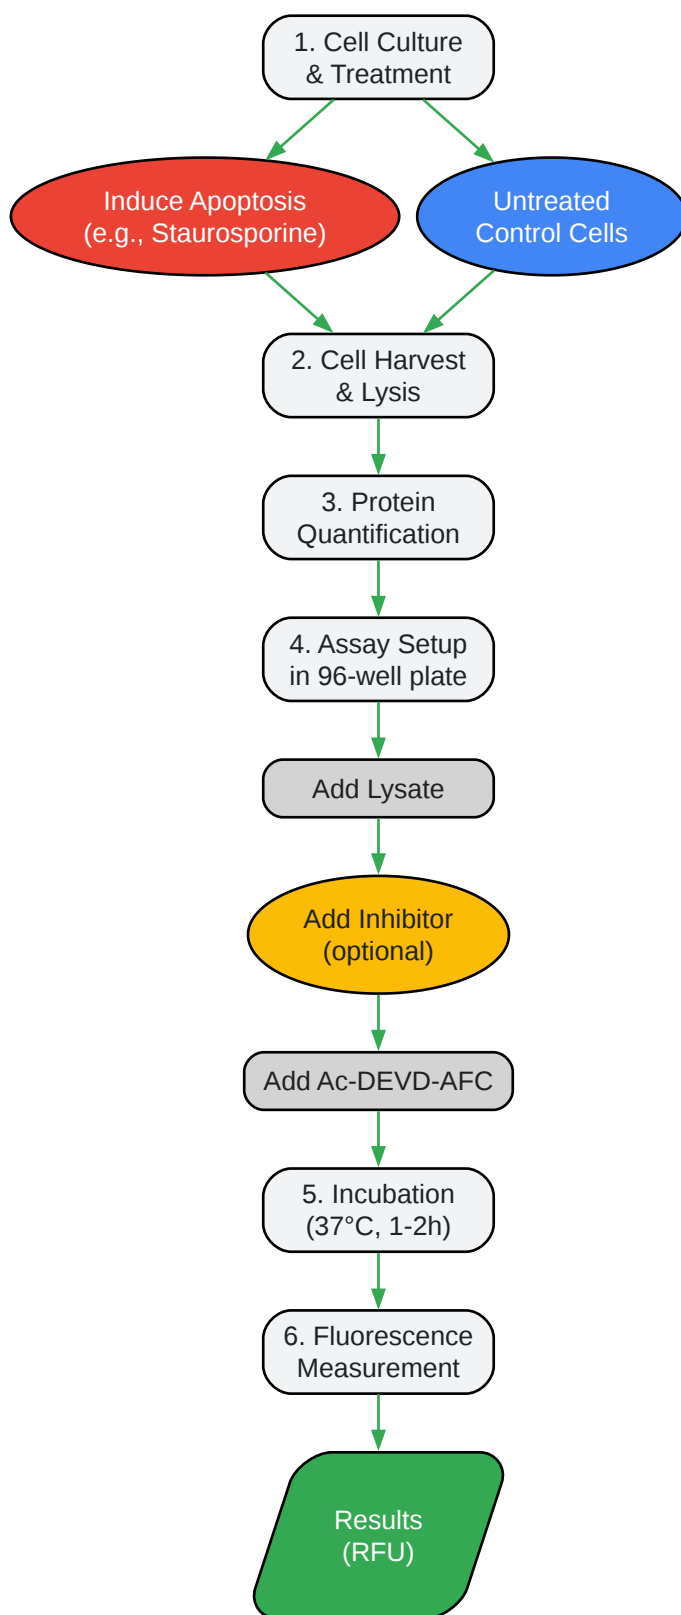 1. Cell Culture
& Treatment
Induce Apoptosis
(e.g., Staurosporine)
Untreated
Control Cells
2. Cell Harvest
& Lysis
3. Protein
Quantification
4. Assay Setup
in 96-well plate
Add Lysate
Add Inhibitor
(optional)
Add Ac-DEVD-AFC
5. Incubation
(37°C, 1-2h)
6. Fluorescence
Measurement
Results
(RFU)